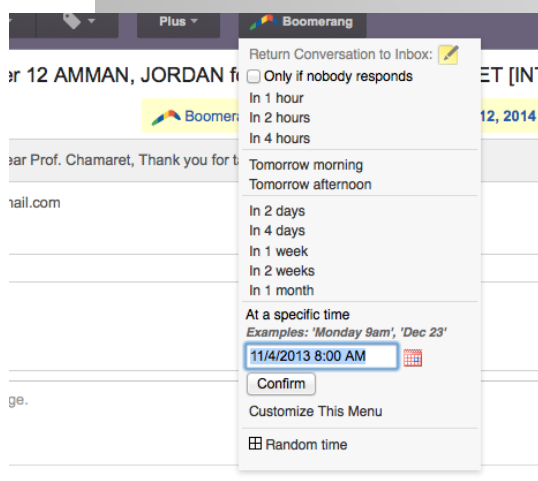 Plus
Boomerang
Return Conversation to Inbox:
er 12 AMMAN, JORDAN ET [IN
Only if nobody responds
In 1 hour
In 2 hours
Boomer 12, 2014
In 4 hours
ear Prof. Chamaret, Thank you for t
Tomorrow morning
Tomorrow afternoon
nail.com
In 2 days
In 4 days
In 1 week
In 2 weeks
In 1 month
At a specific time
Examples: 'Monday 9am', 'Dec 23'
11/4/2013 8:00 AM
Confirm
ge.
Customize This Menu
Random time